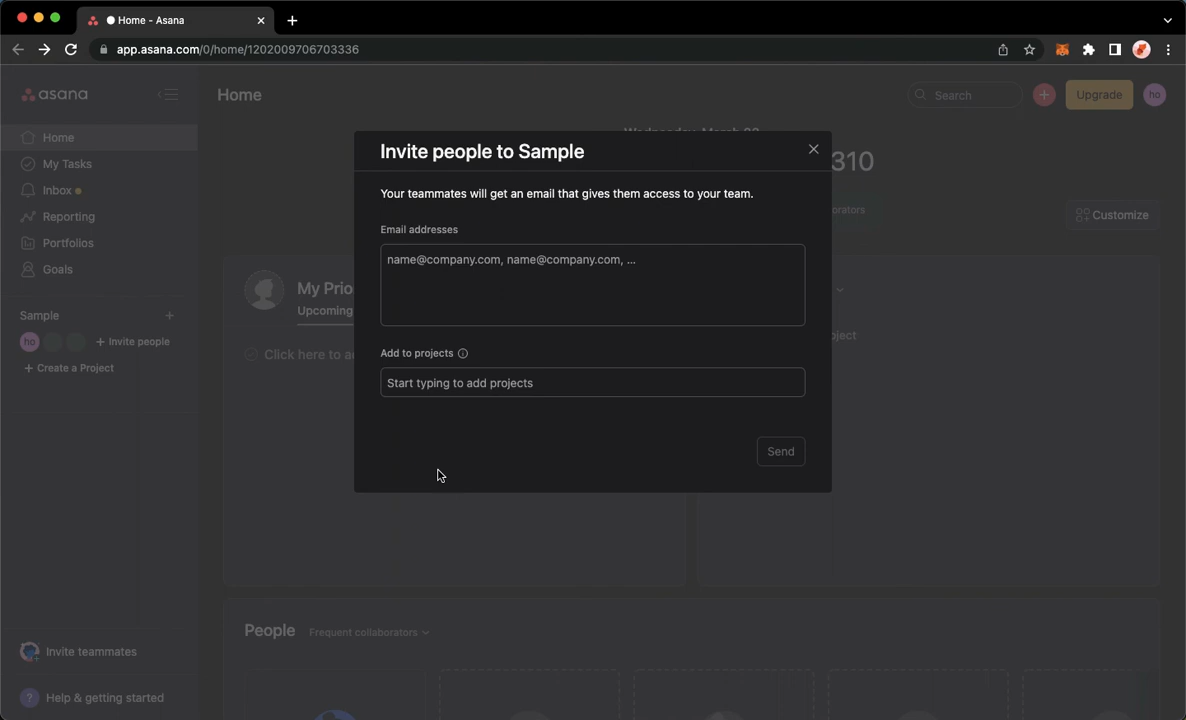 Home - Asana
app.asana.com/0/home/1202009706703336
asana
Home
Search
Upgrade
ho
Home
My Tasks
Inbox
Reporting
Portfolios
Goals
Sample
ho
Invite people
Create a Project
Invite teammates
? Help & getting started
Wednesday, March
310
orators
Customize
My Prio
Upcoming
Click here to a
oject
Invite people to Sample
Your teammates will get an email that gives them access to your team.
Email addresses
name@company.com, name@company.com, ...
Add to projects
Start typing to add projects
Send
People
Frequent collaborators